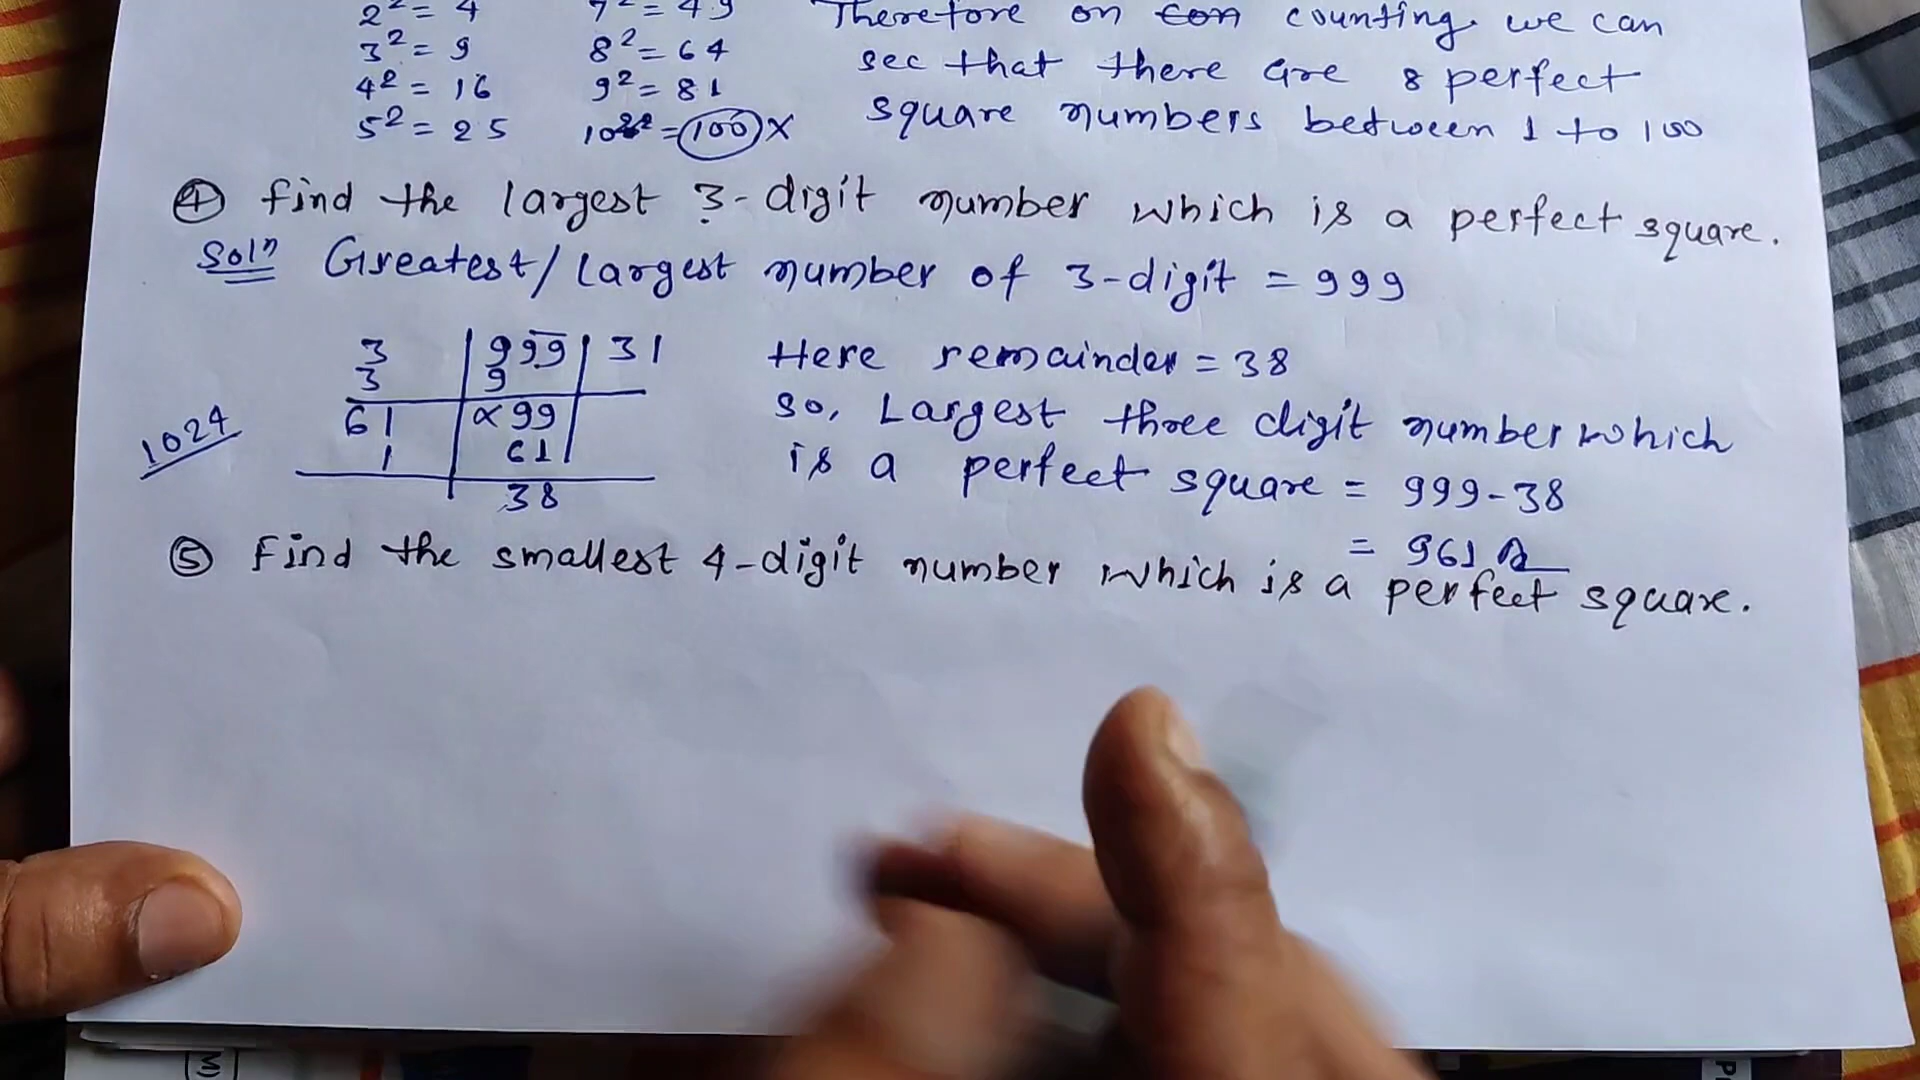 2² = 4 7² = 49 Therefore on con counting we can
3² = 9 8² = 64 see that there are 8 perfect
4² = 16 9² = 81 square numbers between 1 to 100
5² = 25 10² = 100 ×
④ find the largest 3-digit number which is a perfect square.
Solⁿ Greatest/largest number of 3-digit = 999
3 | 999 | 31 Here remainder = 38
3 | 9
61 | ×99 So, Largest three digit number which
1 | 61 is a perfect square = 999-38
38
1024
= 961
⑤ Find the smallest 4-digit number which is a perfect square.
M)
P